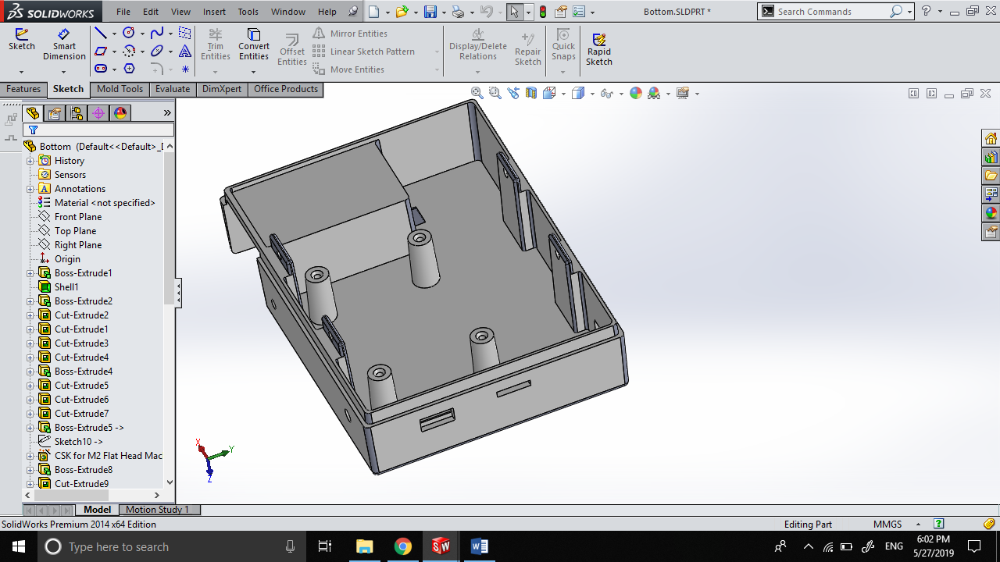 SOLIDWORKS File Edit View Insert Tools Window Help Bottom.SLDPRT * Search Commands ?
Sketch Smart Dimension Trim Entities Convert Entities Offset Entities Mirror Entities Linear Sketch Pattern Move Entities Display/Delete Relations Repair Sketch Quick Snaps Rapid Sketch
Features Sketch Mold Tools Evaluate DimXpert Office Products
»
Bottom (Default<<Default>_D
History
Sensors
A Annotations
Material <not specified>
Front Plane
Top Plane
Right Plane
Origin
Boss-Extrude1
Shell1
Boss-Extrude2
Cut-Extrude2
Cut-Extrude1
Cut-Extrude3
Cut-Extrude4
Boss-Extrude4
Cut-Extrude5
Cut-Extrude6
Cut-Extrude7
Boss-Extrude5 ->
Sketch10 ->
CSK for M2 Flat Head Mac
Boss-Extrude8
Cut-Extrude9
X
Y
Z
Model Motion Study 1
SolidWorks Premium 2014 x64 Edition Editing Part MMGS ?
Type here to search SW W ENG 6:02 PM
5/27/2019